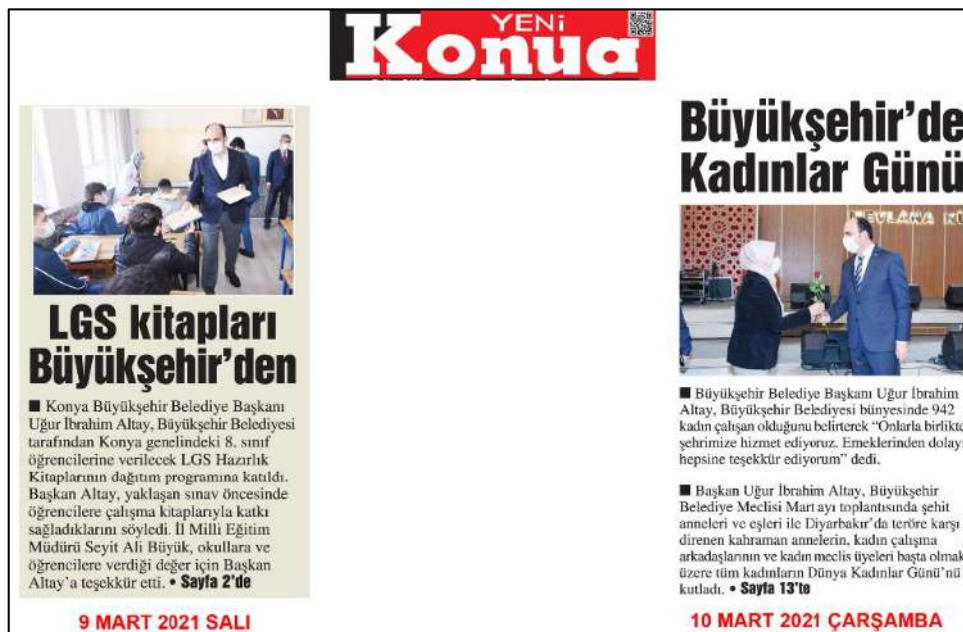 YENİ
Konya
LGS kitapları
Büyükşehir'den
■ Konya Büyükşehir Belediye Başkanı
Uğur İbrahim Altay, Büyükşehir Belediyesi
tarafından Konya genelindeki 8. sınıf
öğrencilerine verilecek LGS Hazırlık
Kitaplarının dağıtım programına katıldı.
Başkan Altay, yaklaşan sınav öncesinde
öğrencilere çalışma kitaplarıyla katkı
sağladıklarını söyledi. İl Milli Eğitim
Müdürü Seyit Ali Büyük, okullara ve
öğrencilere verdiği değer için Başkan
Altay'a teşekkür etti. • Sayfa 2'de
9 MART 2021 SALI
Büyükşehir'de
Kadınlar Günü
MEVLANA KÜ
■ Büyükşehir Belediye Başkanı Uğur İbrahim
Altay, Büyükşehir Belediyesi bünyesinde 942
kadın çalışan olduğunu belirterek “Onlarla birlikte
şehrimize hizmet ediyoruz. Emeklerinden dolayı
hepsine teşekkür ediyorum” dedi.
■ Başkan Uğur İbrahim Altay, Büyükşehir
Belediye Meclisi Mart ayı toplantısında şehit
anneleri ve eşleri ile Diyarbakır'da teröre karşı
direnen kahraman annelerin, kadın çalışma
arkadaşlarının ve kadın meclis üyeleri başta olmak
üzere tüm kadınların Dünya Kadınlar Günü'nü
kutladı. • Sayfa 13'te
10 MART 2021 ÇARŞAMBA